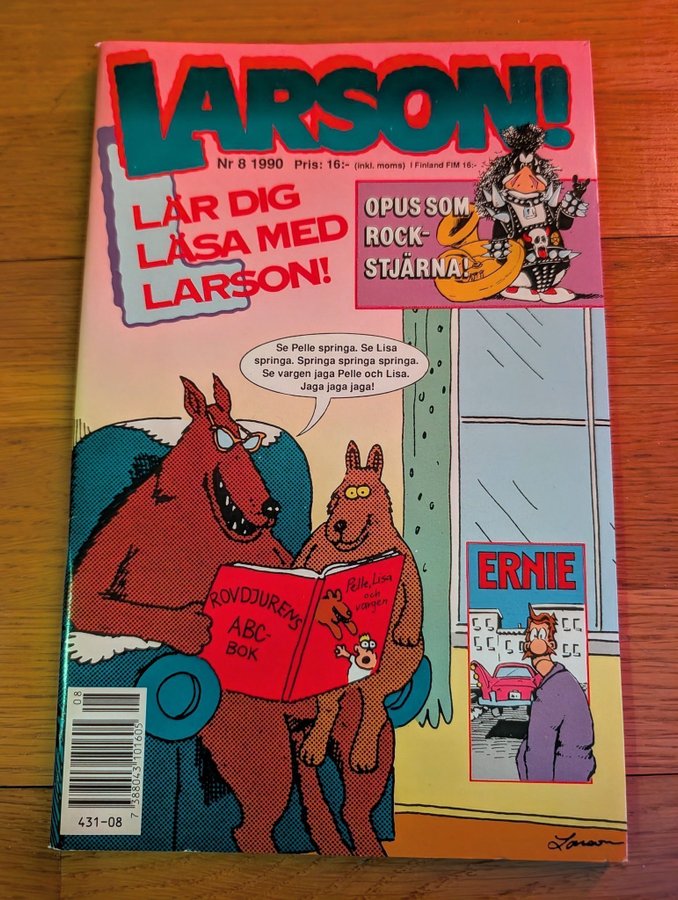 LARSON!
Nr 8 1990 Pris: 16:- (inkl. moms) I Finland FIM 16:-
LÄR DIG
LÄSA MED
LARSON!
OPUS SOM
ROCK-
STJÄRNA!
Se Pelle springa. Se Lisa
springa. Springa springa springa.
Se vargen jaga Pelle och Lisa.
Jaga jaga jaga!
ROVDJURENS
ABC-
BOK
Pelle, Lisa
och
vargen
ERNIE
08
7388043101605
431-08
Larson